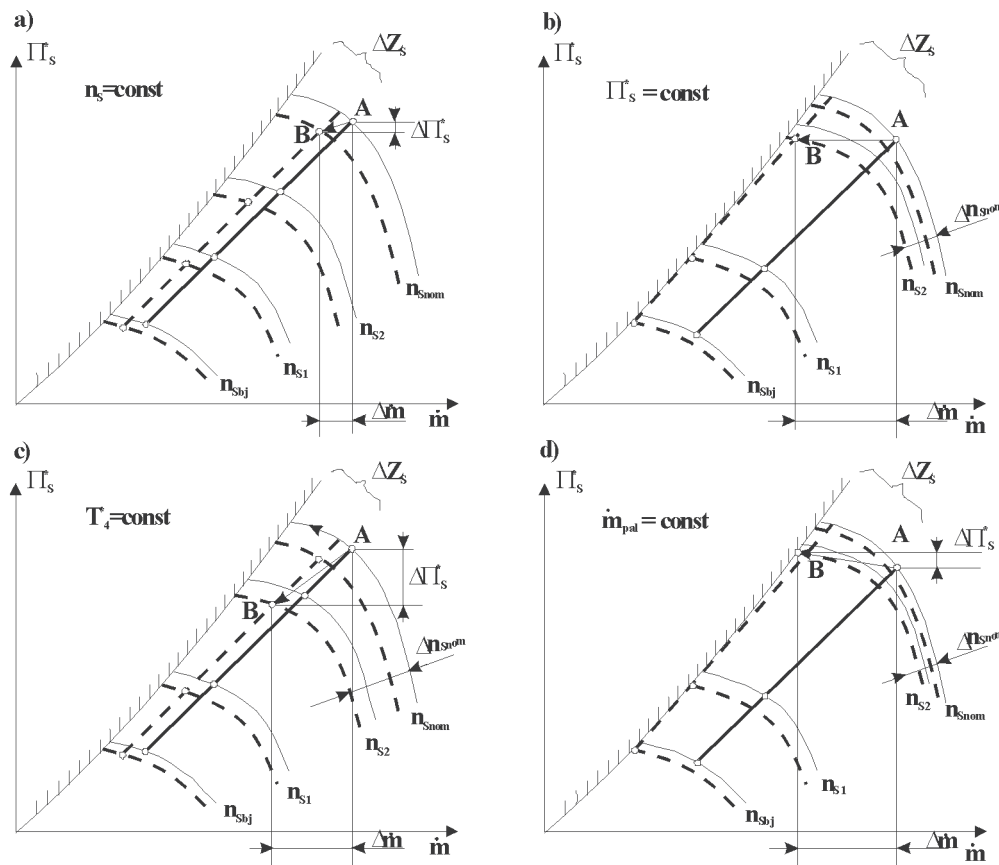 a)
Π*s
ΔZs
ns=const
A
B
ΔΠ*s
nSnom
nS2
nS1
nSbj
Δṁ
ṁ
b)
Π*s
ΔZs
Π*s = const
A
B
ΔnSnom
nS2
nSnom
nS1
nSbj
Δṁ
ṁ
c)
Π*s
ΔZs
T*4=const
A
B
ΔΠ*s
ΔnSnom
nSnom
nS2
nS1
nSbj
Δṁ
ṁ
d)
Π*s
ΔZs
ṁpal = const
A
B
ΔΠ*s
ΔnSnom
nS2
nSnom
nS1
nSbj
Δṁ
ṁ